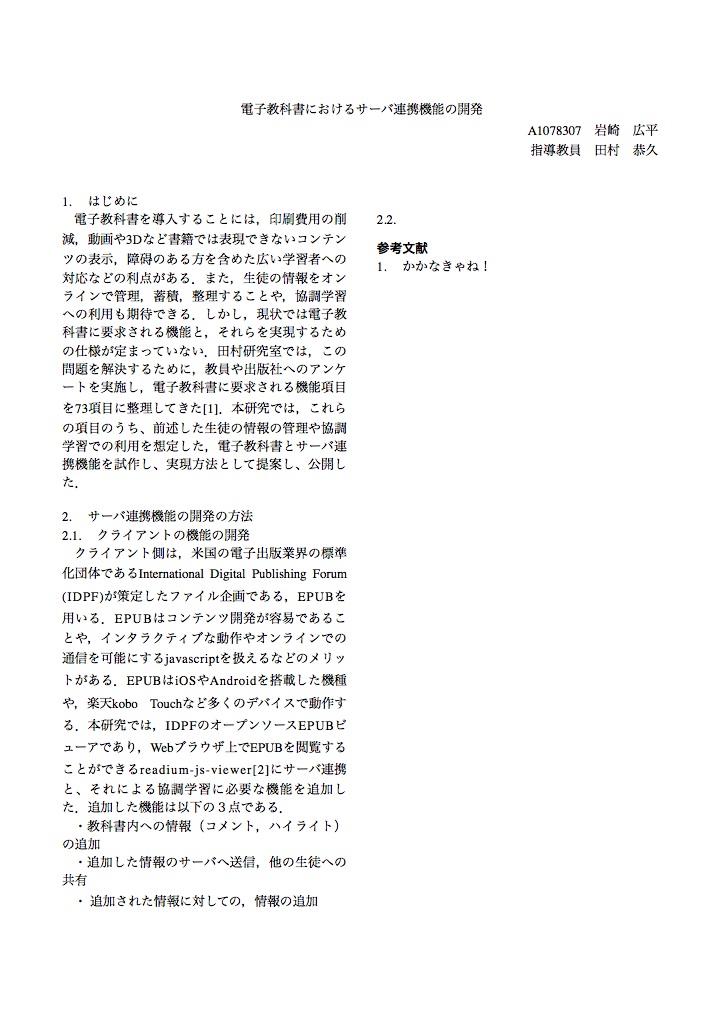 電子教科書におけるサーバ連携機能の開発
A1078307　岩崎　広平
指導教員　田村　恭久
1.　はじめに
　電子教科書を導入することには，印刷費用の削
減，動画や3Dなど書籍では表現できないコンテン
ツの表示，障碍のある方を含めた広い学習者への
対応などの利点がある．また，生徒の情報をオン
ラインで管理，蓄積，整理することや，協調学習
への利用も期待できる．しかし，現状では電子教
科書に要求される機能と，それらを実現するため
の仕様が定まっていない．田村研究室では，この
問題を解決するために，教員や出版社へのアンケ
ートを実施し，電子教科書に要求される機能項目
を73項目に整理してきた[1]．本研究では，これら
の項目のうち、前述した生徒の情報の管理や協調
学習での利用を想定した，電子教科書とサーバ連
携機能を試作し、実現方法として提案し、公開し
た．
2.　サーバ連携機能の開発の方法
2.1.　クライアントの機能の開発
　クライアント側は，米国の電子出版業界の標準
化団体であるInternational Digital Publishing Forum
(IDPF)が策定したファイル企画である，EPUBを
用いる．EPUBはコンテンツ開発が容易であるこ
とや，インタラクティブな動作やオンラインでの
通信を可能にするjavascriptを扱えるなどのメリッ
トがある．EPUBはiOSやAndroidを搭載した機種
や，楽天kobo　Touchなど多くのデバイスで動作す
る．本研究では，IDPFのオープンソースEPUBビ
ューアであり，Webブラウザ上でEPUBを閲覧する
ことができるreadium-js-viewer[2]にサーバ連携
と、それによる協調学習に必要な機能を追加し
た．追加した機能は以下の３点である．
　・教科書内への情報（コメント，ハイライト）
の追加
　・追加した情報のサーバへ送信，他の生徒への
共有
　・ 追加された情報に対しての，情報の追加
2.2.
参考文献
1.　かかなきゃね！